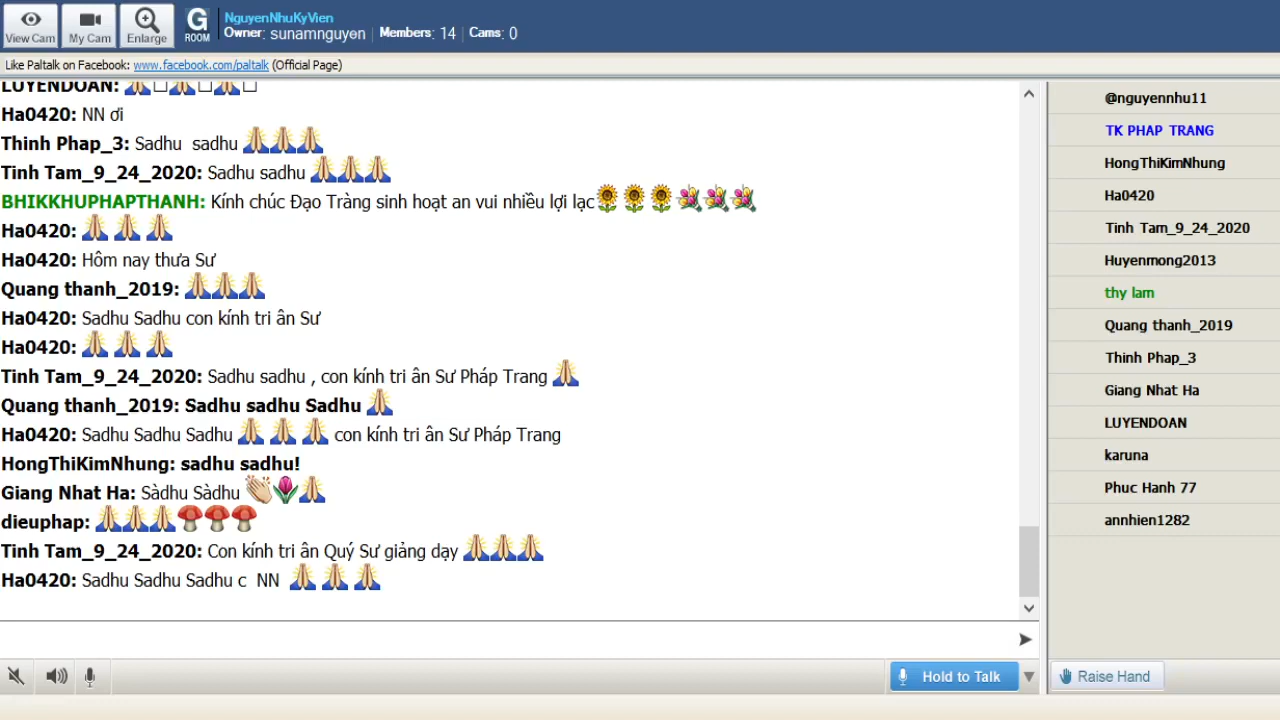 NguyenNhuKyVien
View Cam My Cam Enlarge G ROOM Owner: sunamnguyen Members: 14 Cams: 0
Like Paltalk on Facebook: www.facebook.com/paltalk (Official Page)
LUYENDOAN: 🙏□🙏□🙏□
Ha0420: NN ơi
Thinh Phap_3: Sadhu sadhu 🙏🙏🙏
Tinh Tam_9_24_2020: Sadhu sadhu 🙏🙏🙏
BHIKKHUPHAPTHANH: Kính chúc Đạo Tràng sinh hoạt an vui nhiều lợi lạc🌻🌻🌻💐💐💐
Ha0420: 🙏 🙏 🙏
Ha0420: Hôm nay thưa Sư
Quang thanh_2019: 🙏🙏🙏
Ha0420: Sadhu Sadhu con kính tri ân Sư
Ha0420: 🙏 🙏 🙏
Tinh Tam_9_24_2020: Sadhu sadhu , con kính tri ân Sư Pháp Trang 🙏
Quang thanh_2019: Sadhu sadhu Sadhu 🙏
Ha0420: Sadhu Sadhu Sadhu 🙏 🙏 🙏 con kính tri ân Sư Pháp Trang
HongThiKimNhung: sadhu sadhu!
Giang Nhat Ha: Sàdhu Sàdhu 👏🌷🙏
dieuphap: 🙏🙏🙏🍄🍄🍄
Tinh Tam_9_24_2020: Con kính tri ân Quý Sư giảng dạy 🙏🙏🙏
Ha0420: Sadhu Sadhu Sadhu c NN 🙏 🙏 🙏
@nguyennhu11
TK PHAP TRANG
HongThiKimNhung
Ha0420
Tinh Tam_9_24_2020
Huyenmong2013
thy lam
Quang thanh_2019
Thinh Phap_3
Giang Nhat Ha
LUYENDOAN
karuna
Phuc Hanh 77
annhien1282
Hold to Talk
Raise Hand